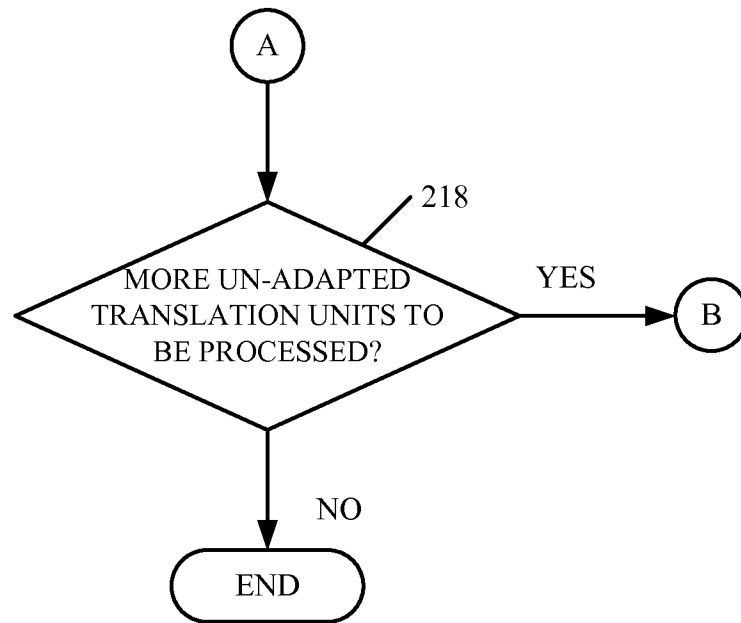 A
218
MORE UN-ADAPTED
TRANSLATION UNITS TO
BE PROCESSED?
YES
B
NO
END